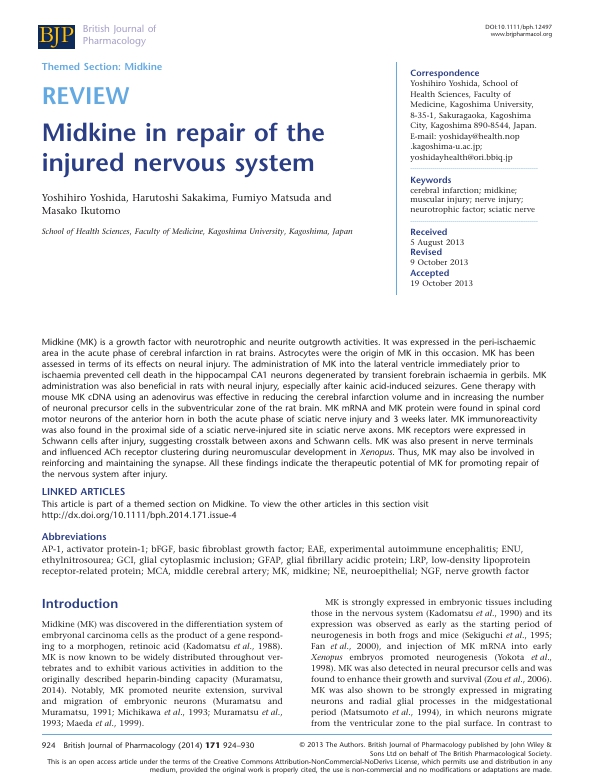 BJP
British Journal of
Pharmacology
DOI:10.1111/bph.12497
www.brjpharmacol.org
Themed Section: Midkine
REVIEW
Midkine in repair of the
injured nervous system
Yoshihiro Yoshida, Harutoshi Sakakima, Fumiyo Matsuda and
Masako Ikutomo
School of Health Sciences, Faculty of Medicine, Kagoshima University, Kagoshima, Japan
Correspondence
Yoshihiro Yoshida, School of
Health Sciences, Faculty of
Medicine, Kagoshima University,
8-35-1, Sakuragaoka, Kagoshima
City, Kagoshima 890-8544, Japan.
E-mail: yoshiday@health.nop
.kagoshima-u.ac.jp;
yoshidayhealth@ori.bbiq.jp
Keywords
cerebral infarction; midkine;
muscular injury; nerve injury;
neurotrophic factor; sciatic nerve
Received
5 August 2013
Revised
9 October 2013
Accepted
19 October 2013
Midkine (MK) is a growth factor with neurotrophic and neurite outgrowth activities. It was expressed in the peri-ischaemic
area in the acute phase of cerebral infarction in rat brains. Astrocytes were the origin of MK in this occasion. MK has been
assessed in terms of its effects on neural injury. The administration of MK into the lateral ventricle immediately prior to
ischaemia prevented cell death in the hippocampal CA1 neurons degenerated by transient forebrain ischaemia in gerbils. MK
administration was also beneficial in rats with neural injury, especially after kainic acid-induced seizures. Gene therapy with
mouse MK cDNA using an adenovirus was effective in reducing the cerebral infarction volume and in increasing the number
of neuronal precursor cells in the subventricular zone of the rat brain. MK mRNA and MK protein were found in spinal cord
motor neurons of the anterior horn in both the acute phase of sciatic nerve injury and 3 weeks later. MK immunoreactivity
was also found in the proximal side of a sciatic nerve-injured site in sciatic nerve axons. MK receptors were expressed in
Schwann cells after injury, suggesting crosstalk between axons and Schwann cells. MK was also present in nerve terminals
and influenced ACh receptor clustering during neuromuscular development in Xenopus. Thus, MK may also be involved in
reinforcing and maintaining the synapse. All these findings indicate the therapeutic potential of MK for promoting repair of
the nervous system after injury.
LINKED ARTICLES
This article is part of a themed section on Midkine. To view the other articles in this section visit
http://dx.doi.org/10.1111/bph.2014.171.issue-4
Abbreviations
AP-1, activator protein-1; bFGF, basic fibroblast growth factor; EAE, experimental autoimmune encephalitis; ENU,
ethylnitrosourea; GCI, glial cytoplasmic inclusion; GFAP, glial fibrillary acidic protein; LRP, low-density lipoprotein
receptor-related protein; MCA, middle cerebral artery; MK, midkine; NE, neuroepithelial; NGF, nerve growth factor
Introduction
Midkine (MK) was discovered in the differentiation system of
embryonal carcinoma cells as the product of a gene respond-
ing to a morphogen, retinoic acid (Kadomatsu et al., 1988).
MK is now known to be widely distributed throughout ver-
tebrates and to exhibit various activities in addition to the
originally described heparin-binding capacity (Muramatsu,
2014). Notably, MK promoted neurite extension, survival
and migration of embryonic neurons (Muramatsu and
Muramatsu, 1991; Michikawa et al., 1993; Muramatsu et al.,
1993; Maeda et al., 1999).
MK is strongly expressed in embryonic tissues including
those in the nervous system (Kadomatsu et al., 1990) and its
expression was observed as early as the starting period of
neurogenesis in both frogs and mice (Sekiguchi et al., 1995;
Fan et al., 2000), and injection of MK mRNA into early
Xenopus embryos promoted neurogenesis (Yokota et al.,
1998). MK was also detected in neural precursor cells and was
found to enhance their growth and survival (Zou et al., 2006).
MK was also shown to be strongly expressed in migrating
neurons and radial glial processes in the midgestational
period (Matsumoto et al., 1994), in which neurons migrate
from the ventricular zone to the pial surface. In contrast to
924 British Journal of Pharmacology (2014) 171 924–930
© 2013 The Authors. British Journal of Pharmacology published by John Wiley &
Sons Ltd on behalf of The British Pharmacological Society.
This is an open access article under the terms of the Creative Commons Attribution-NonCommercial-NoDerivs License, which permits use and distribution in any
medium, provided the original work is properly cited, the use is non-commercial and no modifications or adaptations are made.